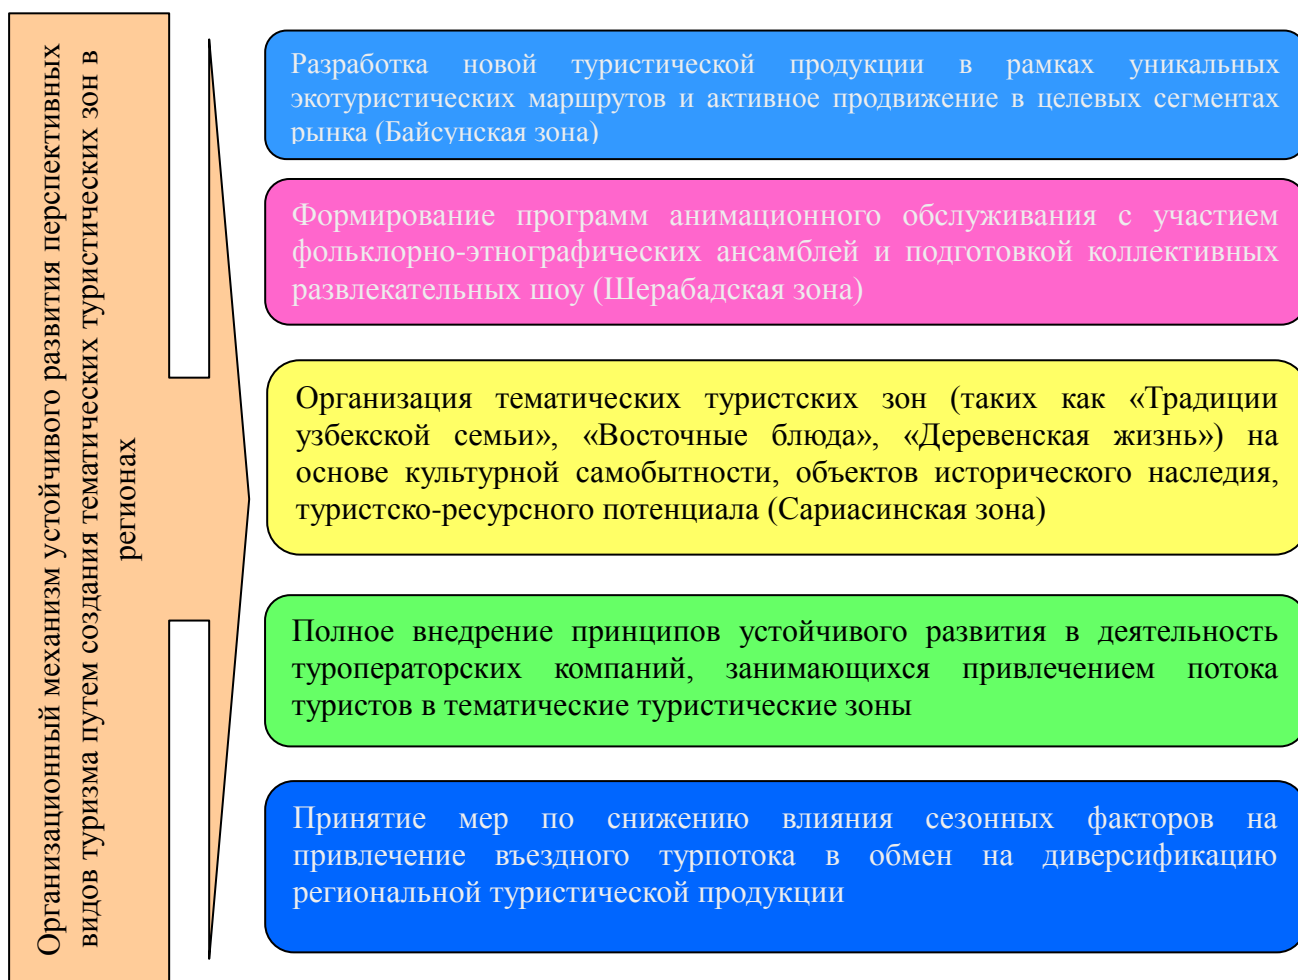 Организационный механизм устойчивого развития перспективных
видов туризма путем создания тематических туристических зон в
регионах
Разработка новой туристической продукции в рамках уникальных
экотуристических маршрутов и активное продвижение в целевых сегментах
рынка (Байсунская зона)
Формирование программ анимационного обслуживания с участием
фольклорно-этнографических ансамблей и подготовкой коллективных
развлекательных шоу (Шерабадская зона)
Организация тематических туристских зон (таких как «Традиции
узбекской семьи», «Восточные блюда», «Деревенская жизнь») на
основе культурной самобытности, объектов исторического наследия,
туристско-ресурсного потенциала (Сариасинская зона)
Полное внедрение принципов устойчивого развития в деятельность
туроператорских компаний, занимающихся привлечением потока
туристов в тематические туристические зоны
Принятие мер по снижению влияния сезонных факторов на
привлечение въездного турпотока в обмен на диверсификацию
региональной туристической продукции